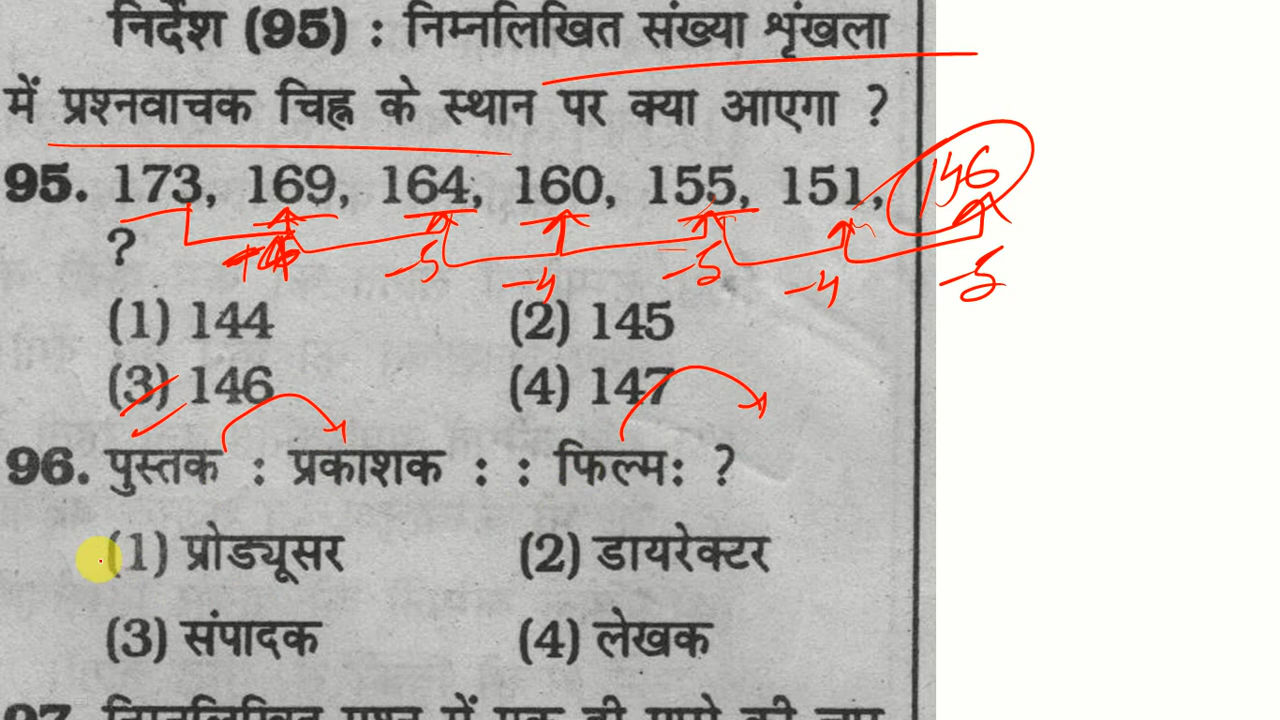 निर्देश (95) : निम्नलिखित संख्या शृंखला
में प्रश्नवाचक चिह्न के स्थान पर क्या आएगा ?
95. 173, 169, 164, 160, 155, 151, 146
?
-5 -4 -5 -4 -5
(1) 144 (2) 145
(3) 146 (4) 147
96. पुस्तक : प्रकाशक : : फिल्म: ?
(1) प्रोड्यूसर (2) डायरेक्टर
(3) संपादक (4) लेखक